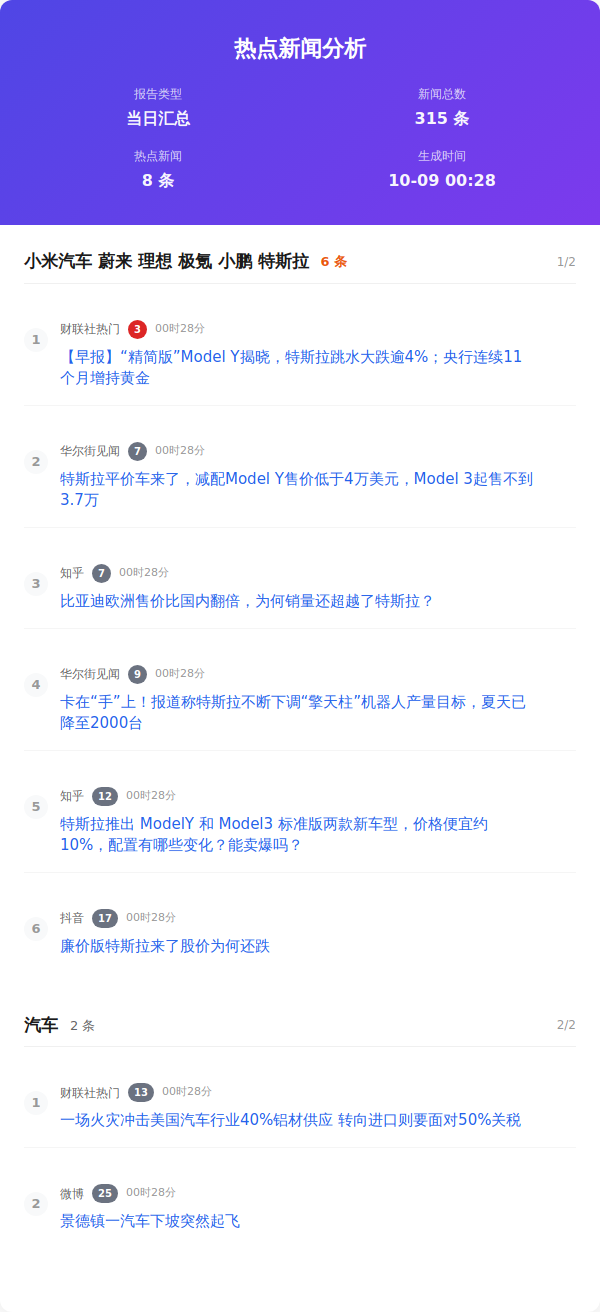 热点新闻分析
报告类型
新闻总数
当日汇总
315 条
热点新闻
生成时间
8 条
10-09 00:28
小米汽车 蔚来 理想 极氪 小鹏 特斯拉 6 条 1/2
1
财联社热门 3 00时28分
【早报】“精简版”Model Y揭晓，特斯拉跳水大跌逾4%；央行连续11
个月增持黄金
2
华尔街见闻 7 00时28分
特斯拉平价车来了，减配Model Y售价低于4万美元，Model 3起售不到
3.7万
3
知乎 7 00时28分
比亚迪欧洲售价比国内翻倍，为何销量还超越了特斯拉？
4
华尔街见闻 9 00时28分
卡在“手”上！报道称特斯拉不断下调“擎天柱”机器人产量目标，夏天已
降至2000台
5
知乎 12 00时28分
特斯拉推出 ModelY 和 Model3 标准版两款新车型，价格便宜约
10%，配置有哪些变化？能卖爆吗？
6
抖音 17 00时28分
廉价版特斯拉来了股价为何还跌
汽车 2 条 2/2
1
财联社热门 13 00时28分
一场火灾冲击美国汽车行业40%铝材供应 转向进口则要面对50%关税
2
微博 25 00时28分
景德镇一汽车下坡突然起飞